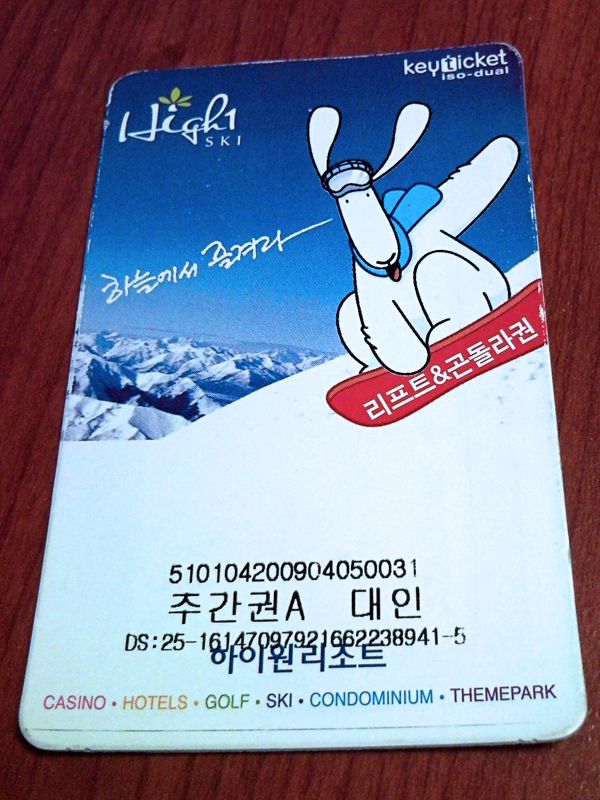 keyticket
iso-dual
High1
SKI
하늘에서 즐겨라
리프트&곤돌라권
510104200904050031
주간권A 대인
DS:25-16147097921662238941-5
하이원리조트
CASINO • HOTELS • GOLF • SKI • CONDOMINIUM • THEMEPARK